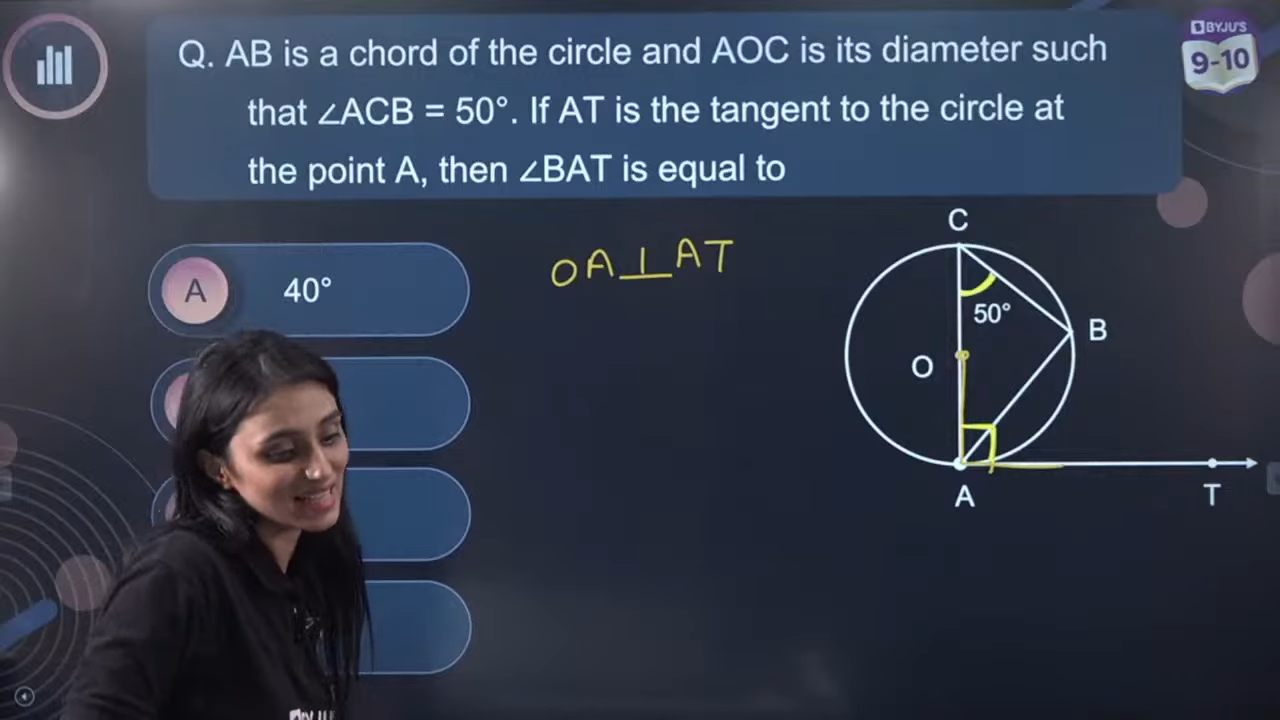 BYJU'S
9-10
Q. AB is a chord of the circle and AOC is its diameter such
that ∠ACB = 50°. If AT is the tangent to the circle at
the point A, then ∠BAT is equal to
A 40°
OA⊥AT
C
50°
B
O
A
T
BYJU